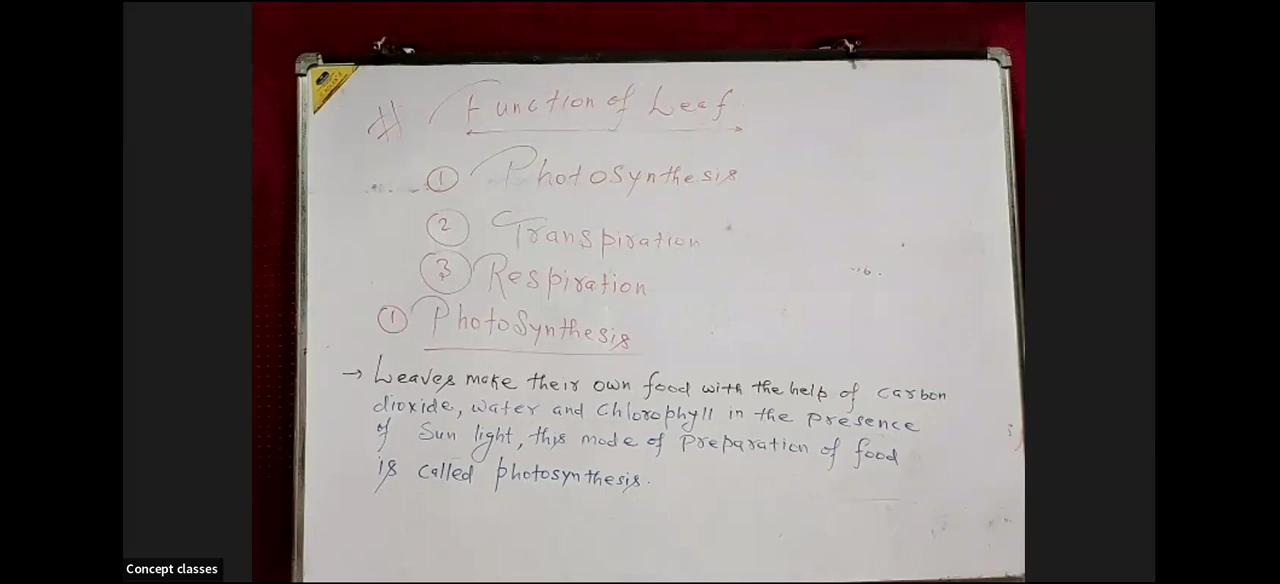 # Function of Leaf
① Photosynthesis
② Transpiration
③ Respiration
① Photosynthesis
→ Leaves make their own food with the help of carbon
dioxide, water and chlorophyll in the presence
of Sun light, this mode of preparation of food
is called photosynthesis.
Concept classes